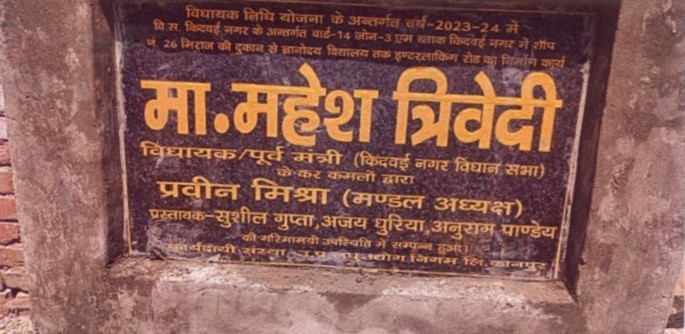 विधायक निधि योजना के अन्तर्गत वर्ष-2023-24 में
वि.स. किदवई नगर के अन्तर्गत वार्ड-14 जोन-3 एम ब्लाक किदवई नगर में शॉप
नं. 26 मिराज की दुकान से ज्ञानोदय विद्यालय तक इण्टरलाकिंग रोड का निर्माण कार्य
मा.महेश त्रिवेदी
विधायक/पूर्व मंत्री (किदवई नगर विधान सभा)
के कर कमलो द्वारा
प्रवीन मिश्रा (मण्डल अध्यक्ष)
प्रस्तावक-सुशील गुप्ता,अजय धुरिया,अनुराग पाण्डेय
की गरिमामयी उपस्थिति में सम्पन्न हुआ।
कार्यदायी संस्था निगम लि. कानपुर